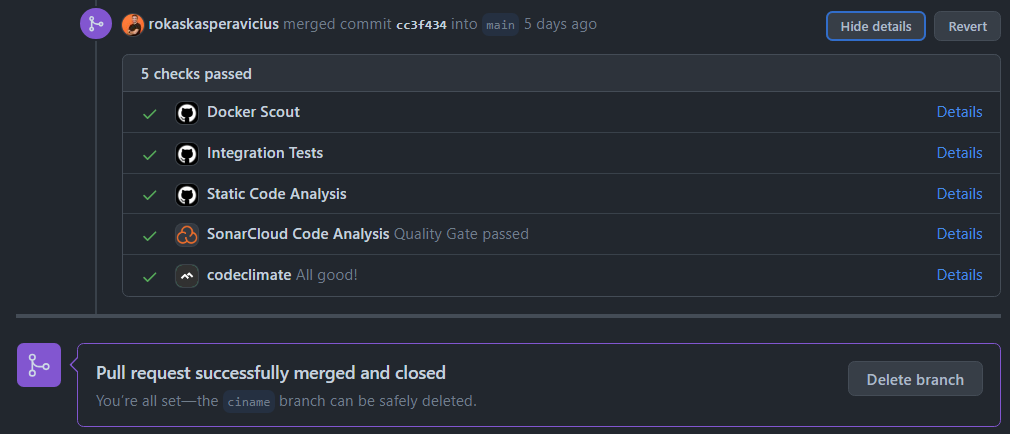 rokaskasperavicius merged commit cc3f434 into main 5 days ago
Hide details
Revert
5 checks passed
Docker Scout
Details
Integration Tests
Details
Static Code Analysis
Details
SonarCloud Code Analysis Quality Gate passed
Details
codeclimate All good!
Details
Pull request successfully merged and closed
You're all set—the ciname branch can be safely deleted.
Delete branch